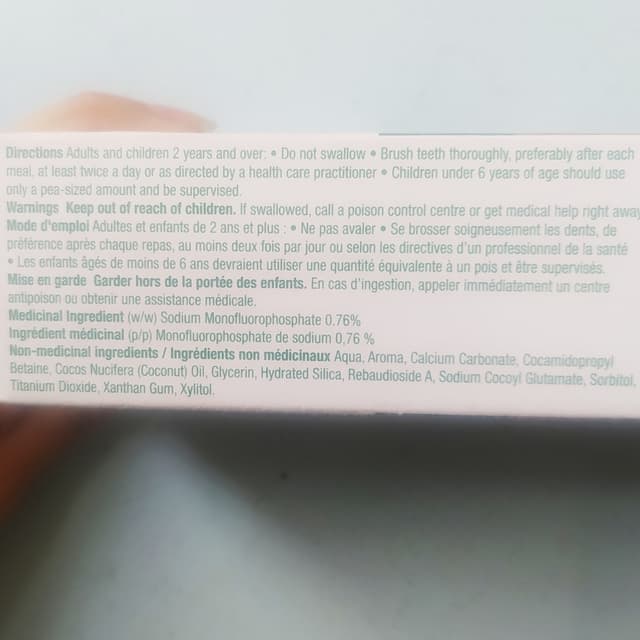 Directions Adults and children 2 years and over: • Do not swallow • Brush teeth thoroughly, preferably after each
meal, at least twice a day or as directed by a health care practitioner • Children under 6 years of age should use
only a pea-sized amount and be supervised.
Warnings Keep out of reach of children. If swallowed, call a poison control centre or get medical help right away
Mode d'emploi Adultes et enfants de 2 ans et plus : • Ne pas avaler • Se brosser soigneusement les dents, de
préférence après chaque repas, au moins deux fois par jour ou selon les directives d'un professionnel de la santé
• Les enfants âgés de moins de 6 ans devraient utiliser une quantité équivalente à un pois et être supervisés.
Mise en garde Garder hors de la portée des enfants. En cas d'ingestion, appeler immédiatement un centre
antipoison ou obtenir une assistance médicale.
Medicinal Ingredient (w/w) Sodium Monofluorophosphate 0.76%
Ingrédient médicinal (p/p) Monofluorophosphate de sodium 0,76 %
Non-medicinal ingredients / Ingrédients non médicinaux Aqua, Aroma, Calcium Carbonate, Cocamidopropyl
Betaine, Cocos Nucifera (Coconut) Oil, Glycerin, Hydrated Silica, Rebaudioside A, Sodium Cocoyl Glutamate, Sorbitol,
Titanium Dioxide, Xanthan Gum, Xylitol.